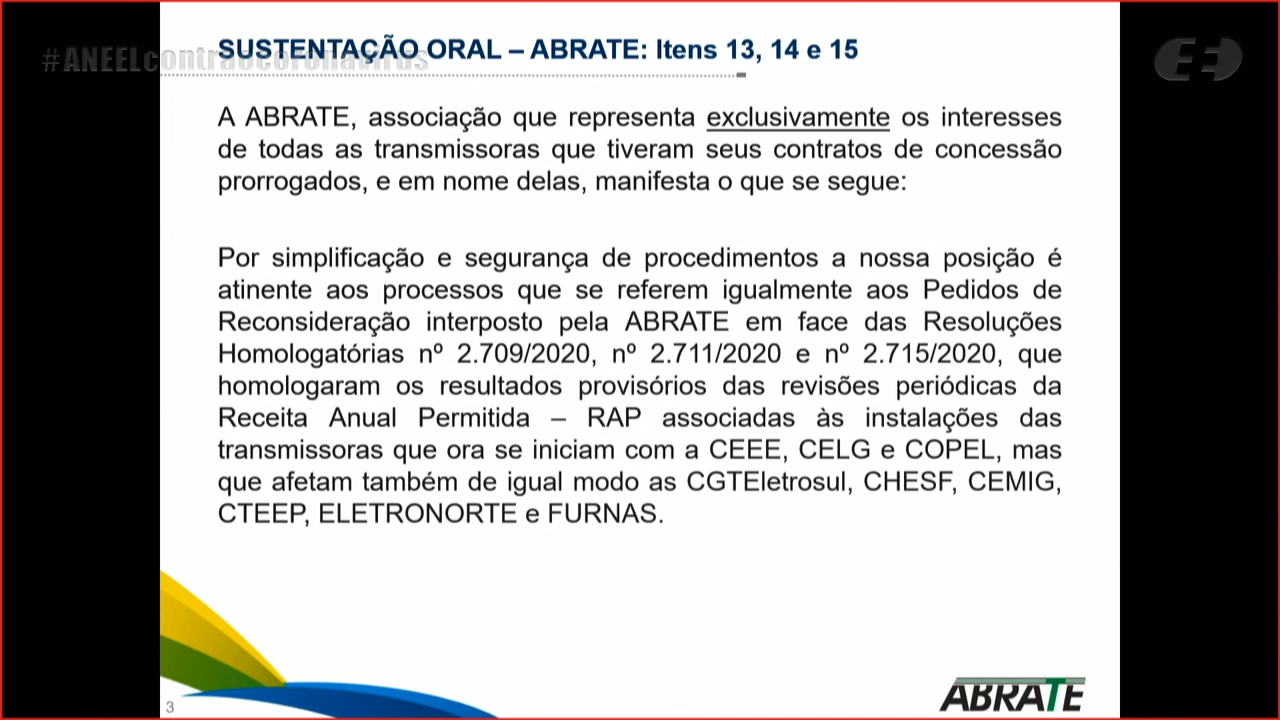 SUSTENTAÇÃO ORAL – ABRATE: Itens 13, 14 e 15
#ANEELcontraocoronavírus
A ABRATE, associação que representa exclusivamente os interesses
de todas as transmissoras que tiveram seus contratos de concessão
prorrogados, e em nome delas, manifesta o que se segue:
Por simplificação e segurança de procedimentos a nossa posição é
atinente aos processos que se referem igualmente aos Pedidos de
Reconsideração interposto pela ABRATE em face das Resoluções
Homologatórias nº 2.709/2020, nº 2.711/2020 e nº 2.715/2020, que
homologaram os resultados provisórios das revisões periódicas da
Receita Anual Permitida – RAP associadas às instalações das
transmissoras que ora se iniciam com a CEEE, CELG e COPEL, mas
que afetam também de igual modo as CGTEletrosul, CHESF, CEMIG,
CTEEP, ELETRONORTE e FURNAS.
3
ABRATE